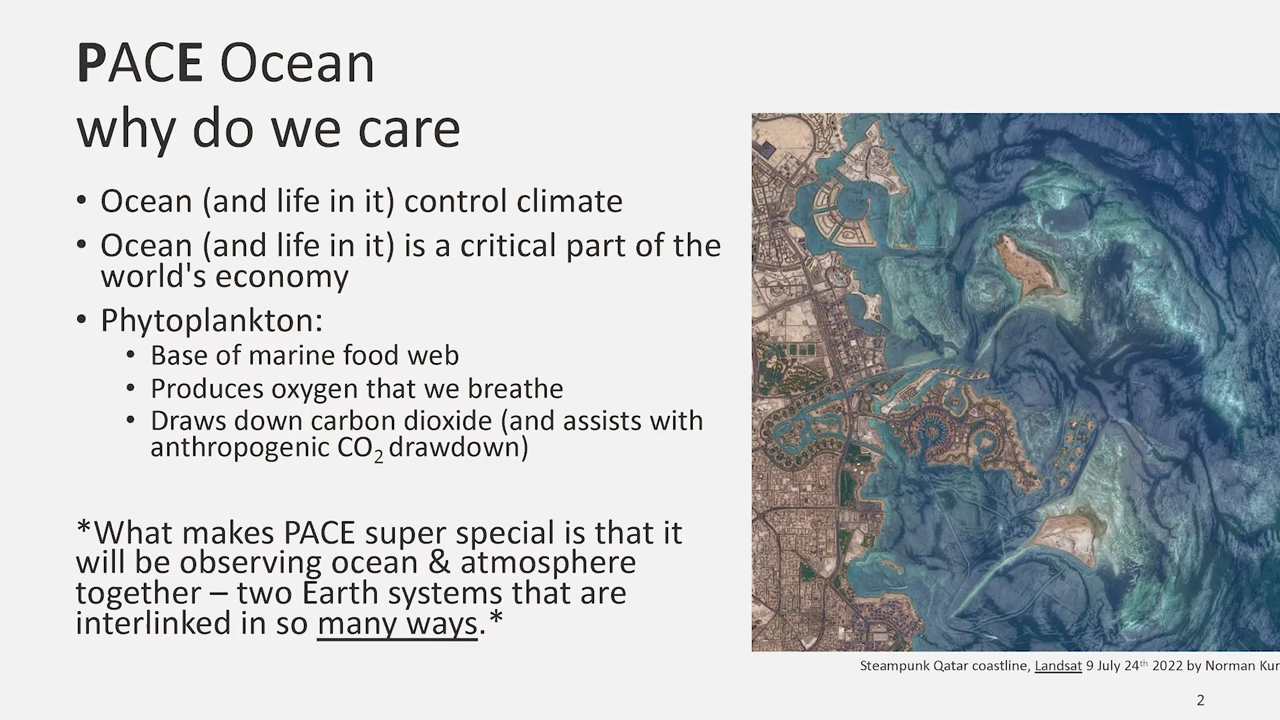 PACE Ocean
why do we care
• Ocean (and life in it) control climate
• Ocean (and life in it) is a critical part of the
world's economy
• Phytoplankton:
• Base of marine food web
• Produces oxygen that we breathe
• Draws down carbon dioxide (and assists with
anthropogenic CO2 drawdown)
*What makes PACE super special is that it
will be observing ocean & atmosphere
together – two Earth systems that are
interlinked in so many ways.*
Steampunk Qatar coastline, Landsat 9 July 24th 2022 by Norman
2